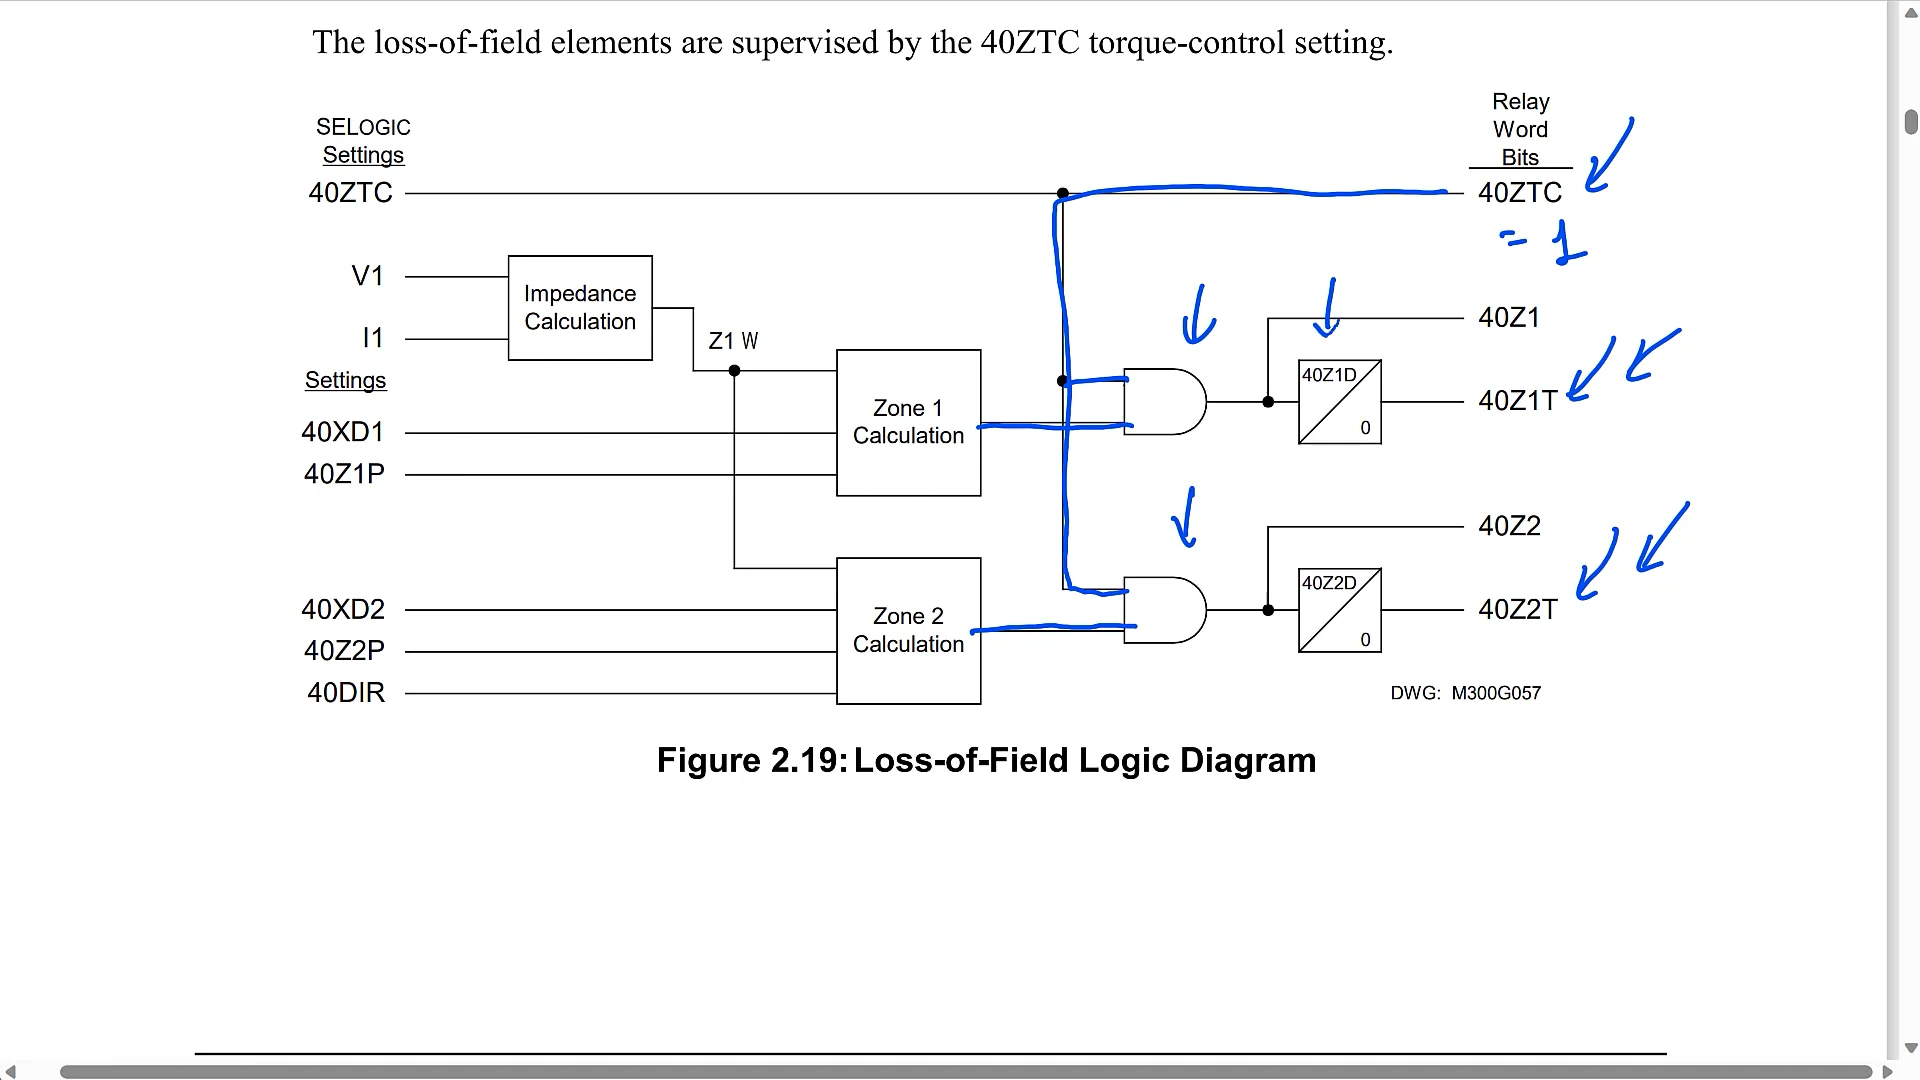 The loss-of-field elements are supervised by the 40ZTC torque-control setting.
SELOGIC
Settings
Relay
Word
Bits
40ZTC
40ZTC
= 1
V1
I1
Impedance
Calculation
Z1 W
Settings
40XD1
40Z1P
Zone 1
Calculation
40Z1
40Z1D
0
40Z1T
40XD2
40Z2P
40DIR
Zone 2
Calculation
40Z2
40Z2D
0
40Z2T
DWG: M300G057
Figure 2.19: Loss-of-Field Logic Diagram